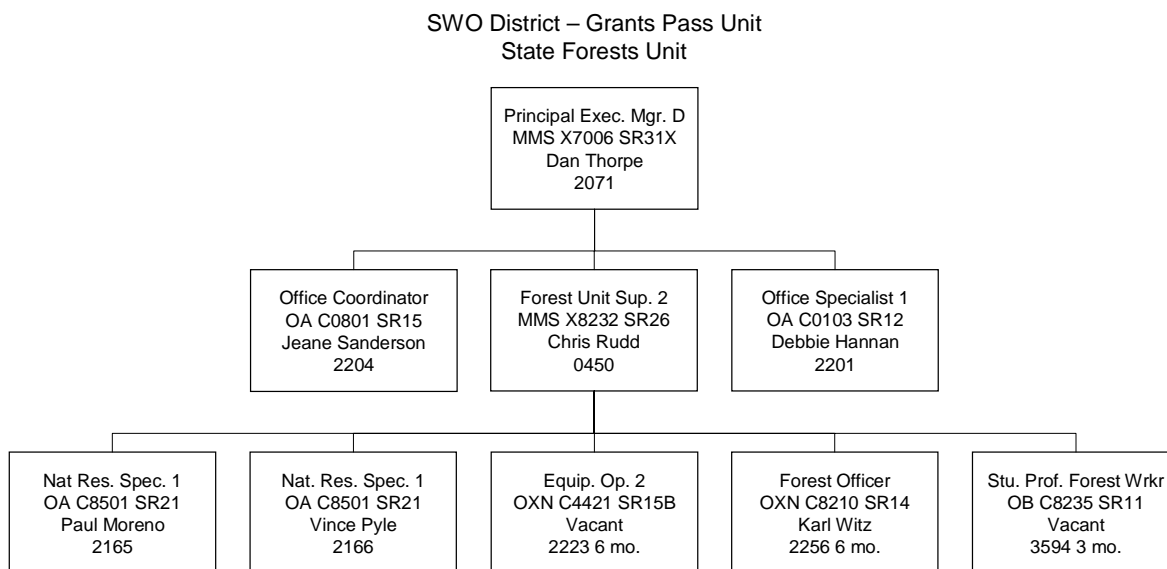 SWO District – Grants Pass Unit
State Forests Unit
Principal Exec. Mgr. D
MMS X7006 SR31X
Dan Thorpe
2071
Office Coordinator
OA C0801 SR15
Jeane Sanderson
2204
Forest Unit Sup. 2
MMS X8232 SR26
Chris Rudd
0450
Office Specialist 1
OA C0103 SR12
Debbie Hannan
2201
Nat Res. Spec. 1
OA C8501 SR21
Paul Moreno
2165
Nat. Res. Spec. 1
OA C8501 SR21
Vince Pyle
2166
Equip. Op. 2
OXN C4421 SR15B
Vacant
2223 6 mo.
Forest Officer
OXN C8210 SR14
Karl Witz
2256 6 mo.
Stu. Prof. Forest Wrkr
OB C8235 SR11
Vacant
3594 3 mo.